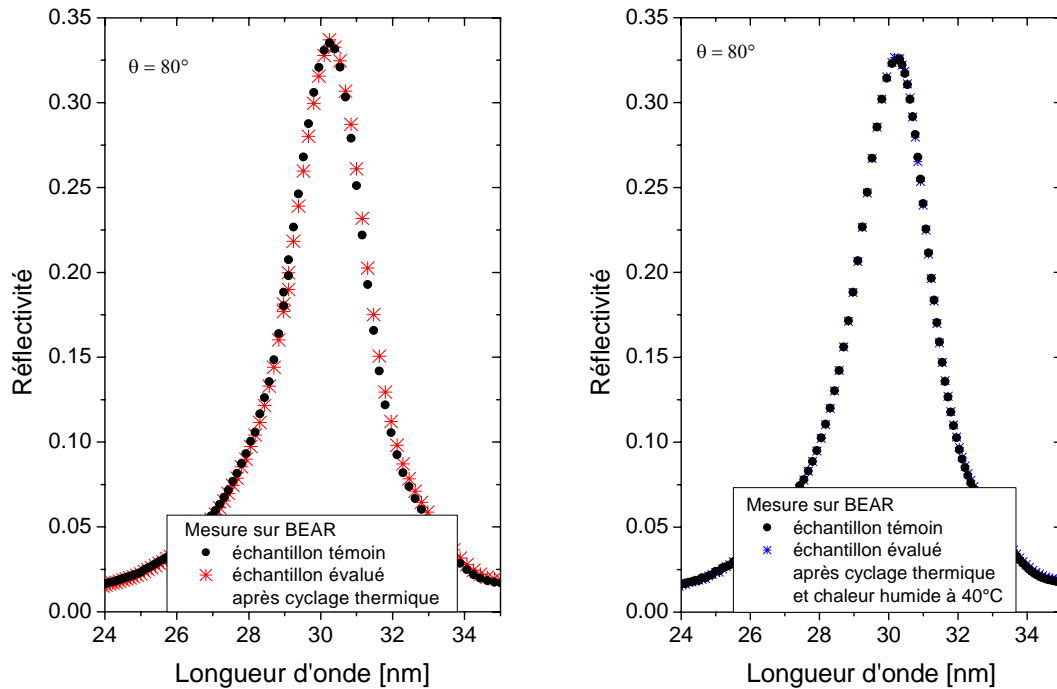 0.35
0.30
0.25
0.20
0.15
0.10
0.05
0.00
Réflectivité
θ = 80°
Mesure sur BEAR
échantillon témoin
échantillon évalué
après cyclage thermique
24 26 28 30 32 34
Longueur d'onde [nm]
0.35
0.30
0.25
0.20
0.15
0.10
0.05
0.00
Réflectivité
θ = 80°
Mesure sur BEAR
échantillon témoin
échantillon évalué
après cyclage thermique
et chaleur humide à 40°C
24 26 28 30 32 34
Longueur d'onde [nm]